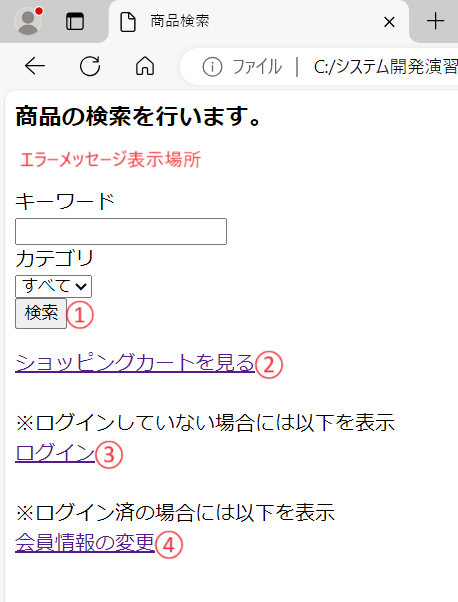 商品検索
ファイル | C:/システム開発演習
商品の検索を行います。
エラーメッセージ表示場所
キーワード
カテゴリ
すべて
検索 ①
ショッピングカートを見る ②
※ログインしていない場合には以下を表示
ログイン ③
※ログイン済の場合には以下を表示
会員情報の変更 ④